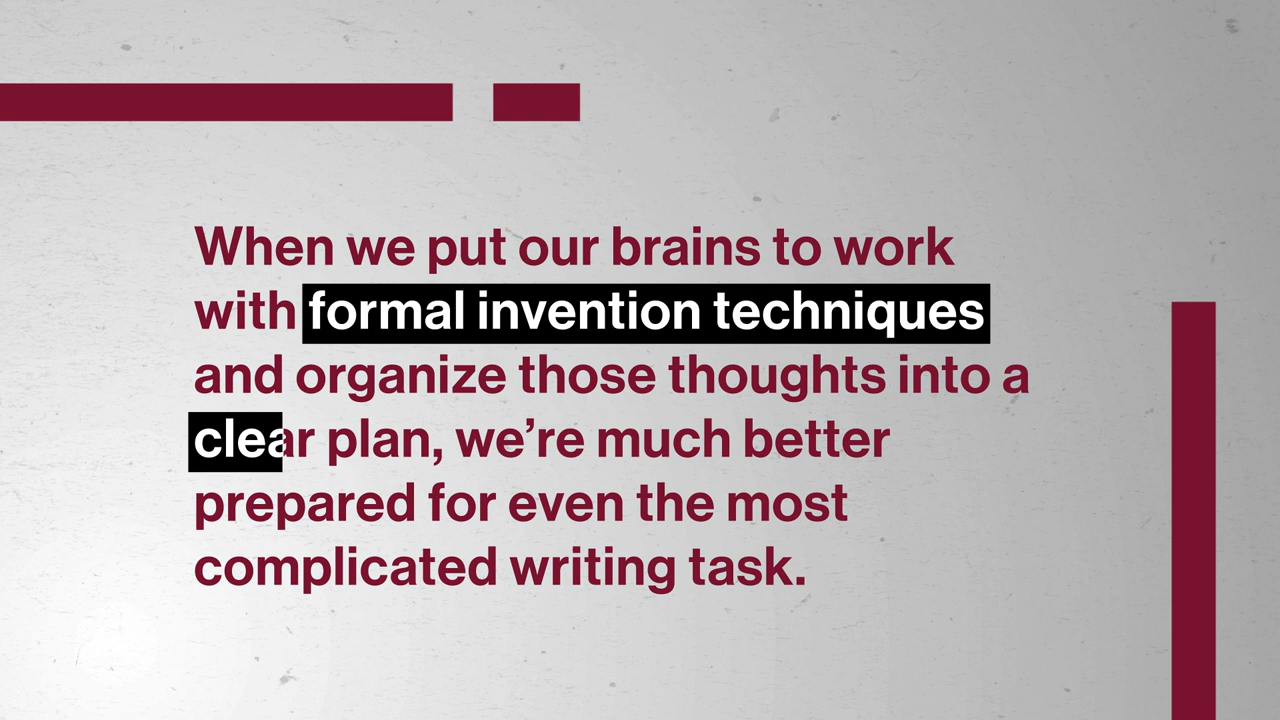 When we put our brains to work
with formal invention techniques
and organize those thoughts into a
clear plan, we’re much better
prepared for even the most
complicated writing task.